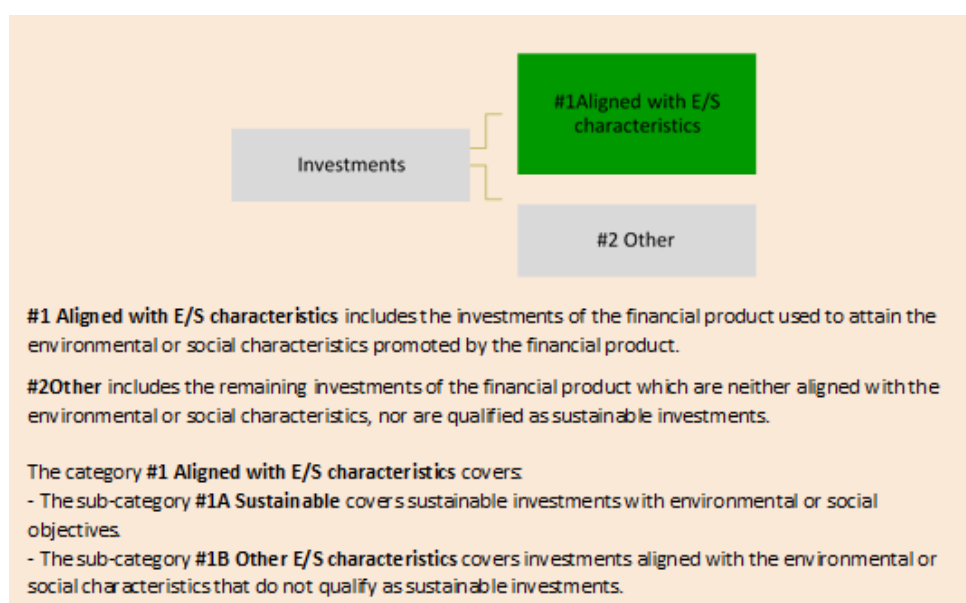 #1Aligned with E/S
characteristics
Investments
#2 Other
#1 Aligned with E/S characteristics includes the investments of the financial product used to attain the
environmental or social characteristics promoted by the financial product.
#2Other includes the remaining investments of the financial product which are neither aligned with the
environmental or social characteristics, nor are qualified as sustainable investments.
The category #1 Aligned with E/S characteristics covers:
- The sub-category #1A Sustainable covers sustainable investments with environmental or social
objectives.
- The sub-category #1B Other E/S characteristics covers investments aligned with the environmental or
social characteristics that do not qualify as sustainable investments.